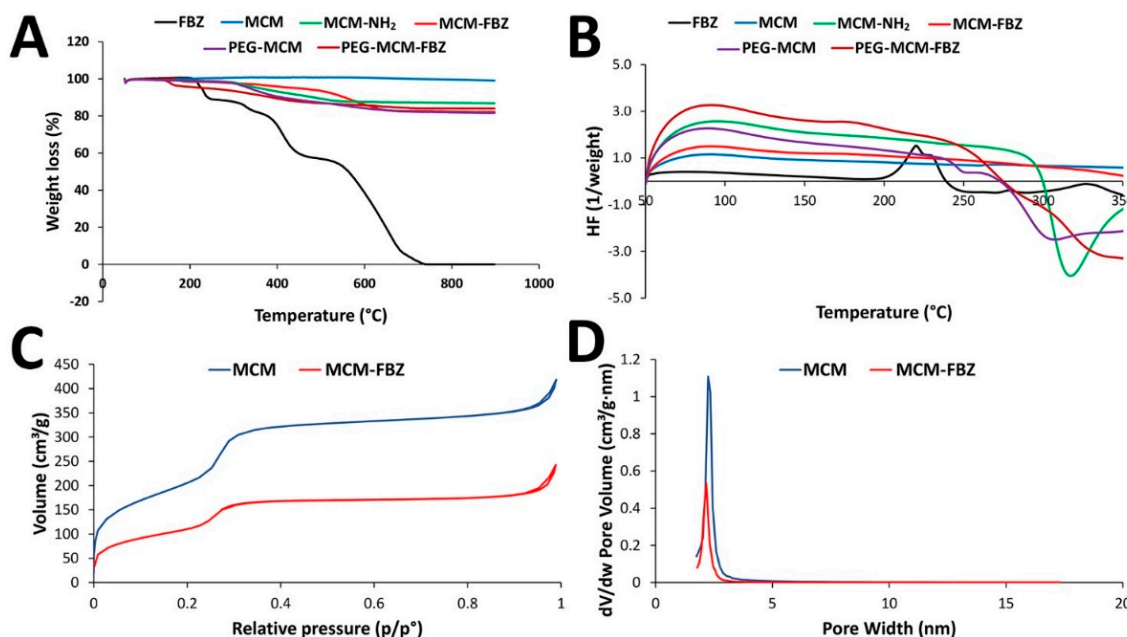 A
FBZ MCM MCM-NH₂ MCM-FBZ
PEG-MCM PEG-MCM-FBZ
Weight loss (%)
120
100
80
60
40
20
0
-20
0 200 400 600 800 1000
Temperature (°C)
B
FBZ MCM MCM-NH₂ MCM-FBZ
PEG-MCM PEG-MCM-FBZ
HF (1/weight)
5.0
3.0
1.0
-1.0
-3.0
-5.0
50 100 150 200 250 300 350
Temperature (°C)
C
MCM MCM-FBZ
Volume (cm³/g)
450
400
350
300
250
200
150
100
50
0
0 0.2 0.4 0.6 0.8 1
Relative pressure (p/p°)
D
MCM MCM-FBZ
dV/dw Pore Volume (cm³/g·nm)
1.2
1
0.8
0.6
0.4
0.2
0
0 5 10 15 20
Pore Width (nm)